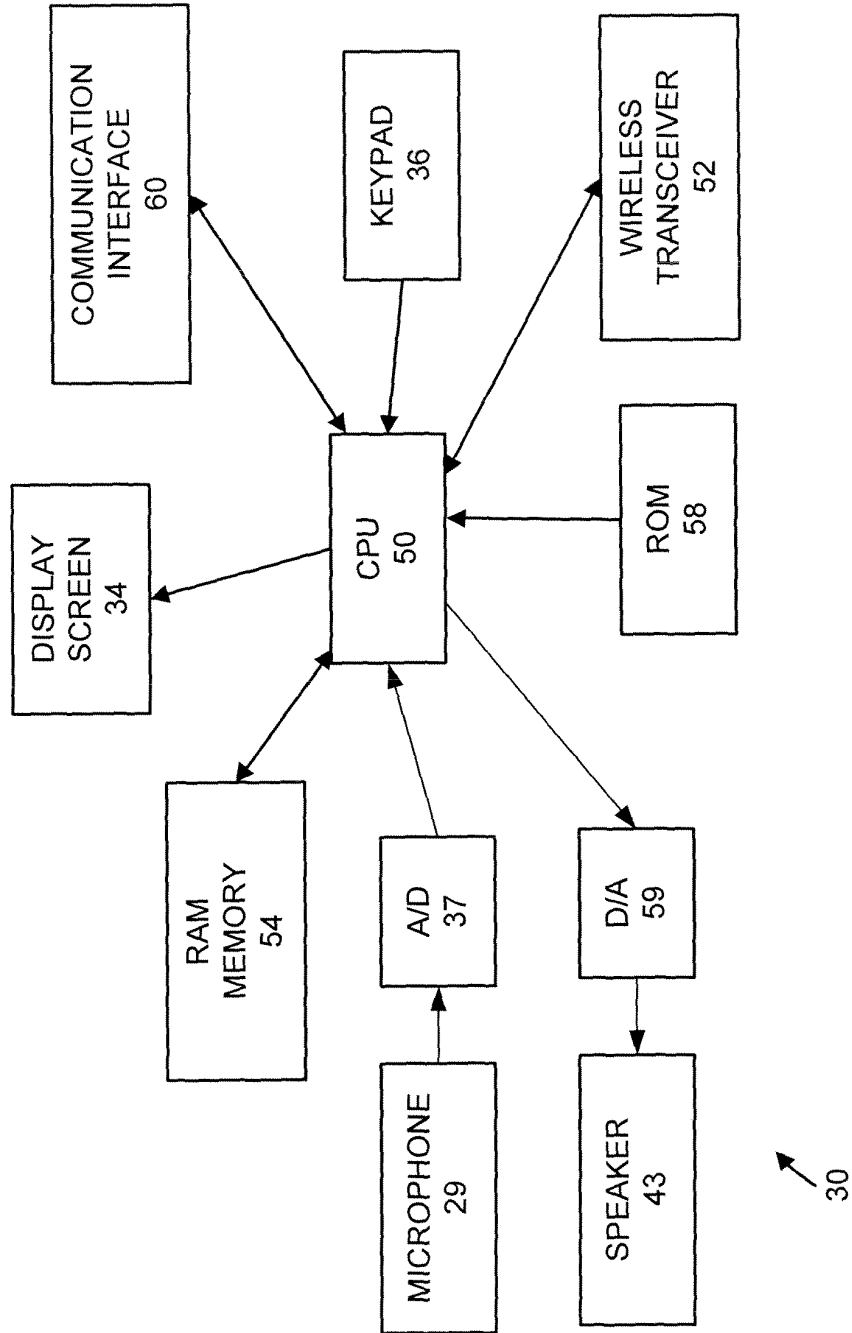 DISPLAY
SCREEN
34
COMMUNICATION
INTERFACE
60
RAM
MEMORY
54
MICROPHONE
29
A/D
37
CPU
50
KEYPAD
36
SPEAKER
43
D/A
59
ROM
58
WIRELESS
TRANSCEIVER
52
30